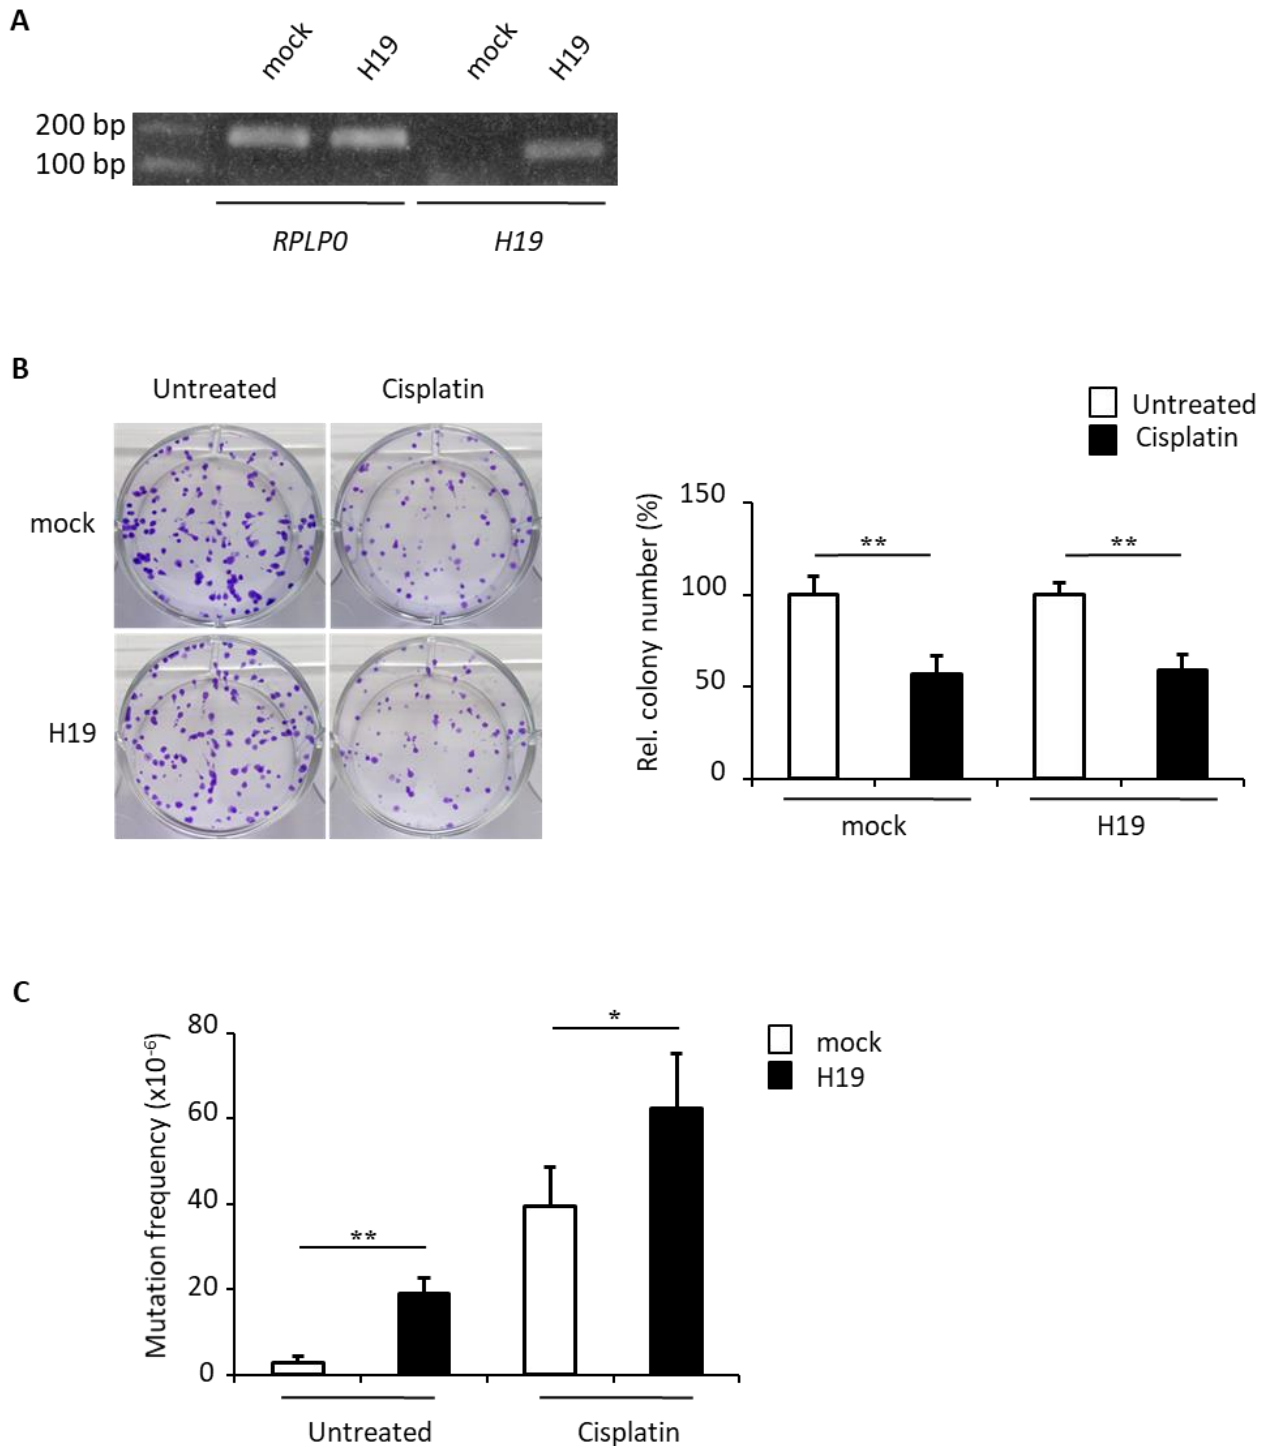 A
mock H19 mock H19
200 bp
100 bp
RPLP0 H19
B
Untreated Cisplatin
mock
H19
Untreated
Cisplatin
Rel. colony number (%)
150
100
50
0
** **
mock H19
C
Mutation frequency (x10-6)
80
60
40
20
0
** *
mock
H19
Untreated Cisplatin